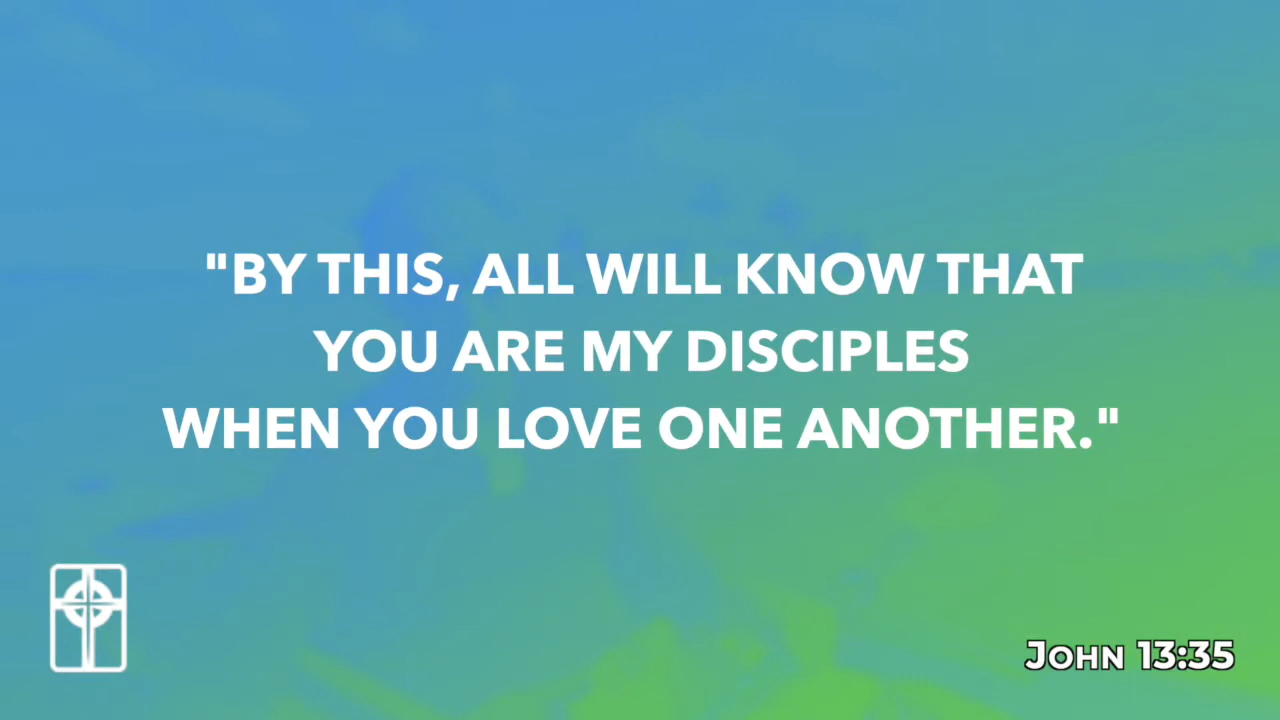 "BY THIS, ALL WILL KNOW THAT
YOU ARE MY DISCIPLES
WHEN YOU LOVE ONE ANOTHER."
JOHN 13:35